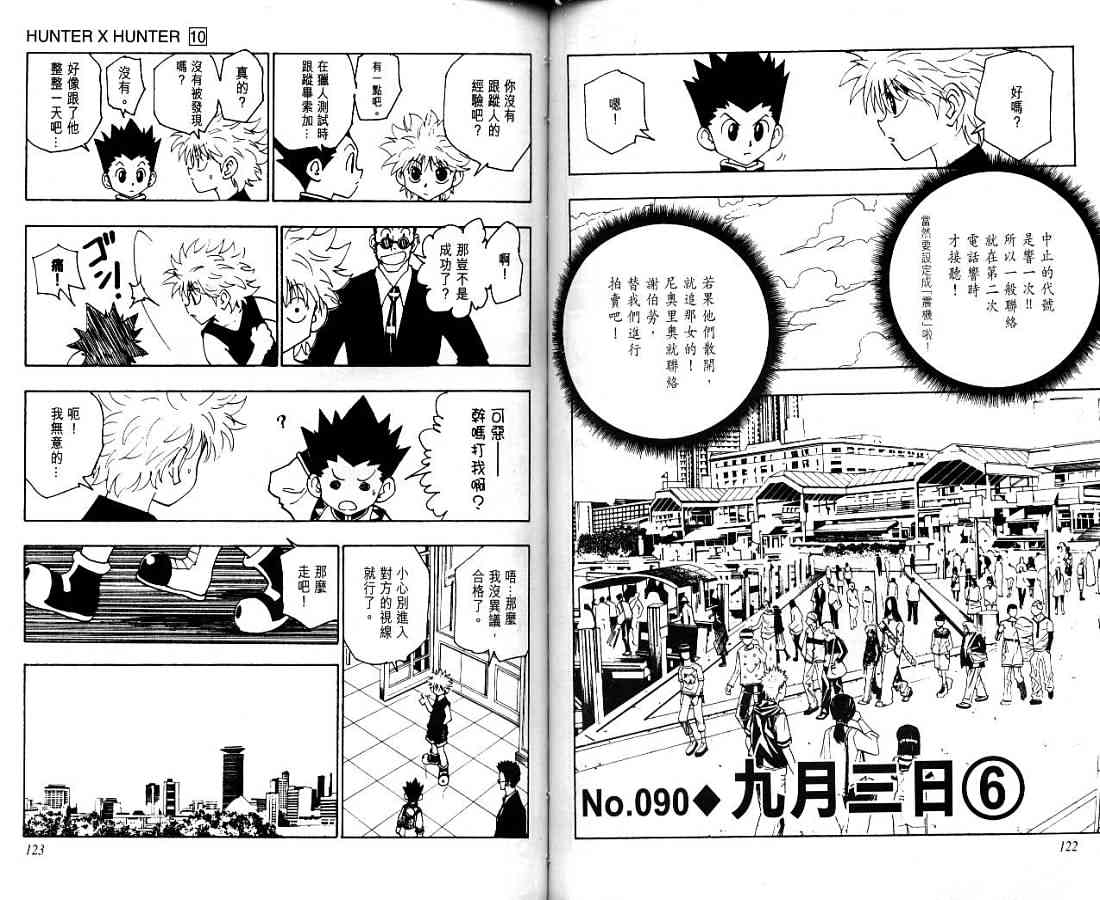 HUNTER X HUNTER 10
好嗎？
嗯！
中止的代號
是響一次!!
所以一般聯絡
就在第二次
電話響時
才接聽！
當然要設定成「震機」啦！
若果他們散開，
就追那女的！
尼奧里奧就聯絡
謝伯勞，
替我們進行
拍賣吧！
No.090◆九月三日⑥
122
你沒有
跟蹤人的
經驗吧？
有一點吧。
在獵人測試時
跟蹤畢索加…
真的？
沒有被發現
嗎？
沒有。
好像跟了他
整整一天吧…
啊！
那豈不是
成功了？
ゴン！
痛！
可惡——
幹嗎打我啊？
？
呃！
我無意的…
唔…那麼
我沒異議，
合格了。
小心別進入
對方的視線
就行了。
那麼
走吧！
123